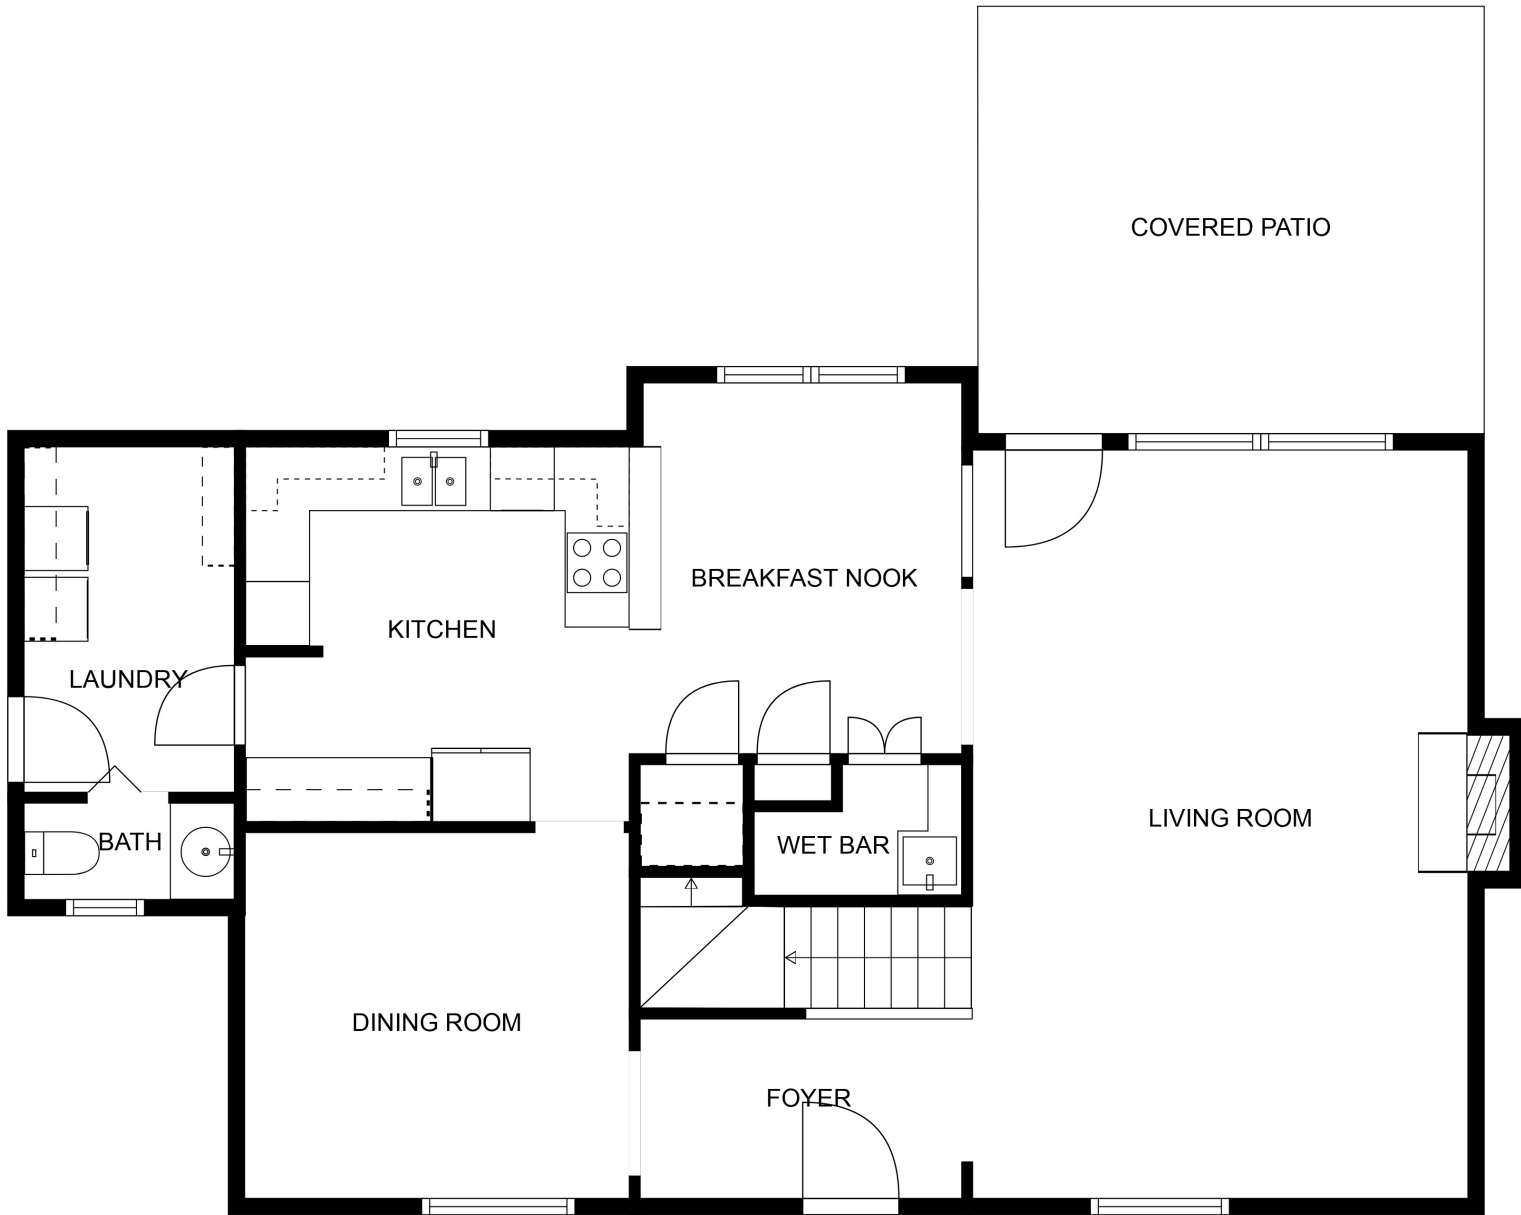 COVERED PATIO
BREAKFAST NOOK
KITCHEN
LAUNDRY
LIVING ROOM
BATH
WET BAR
DINING ROOM
FOYER